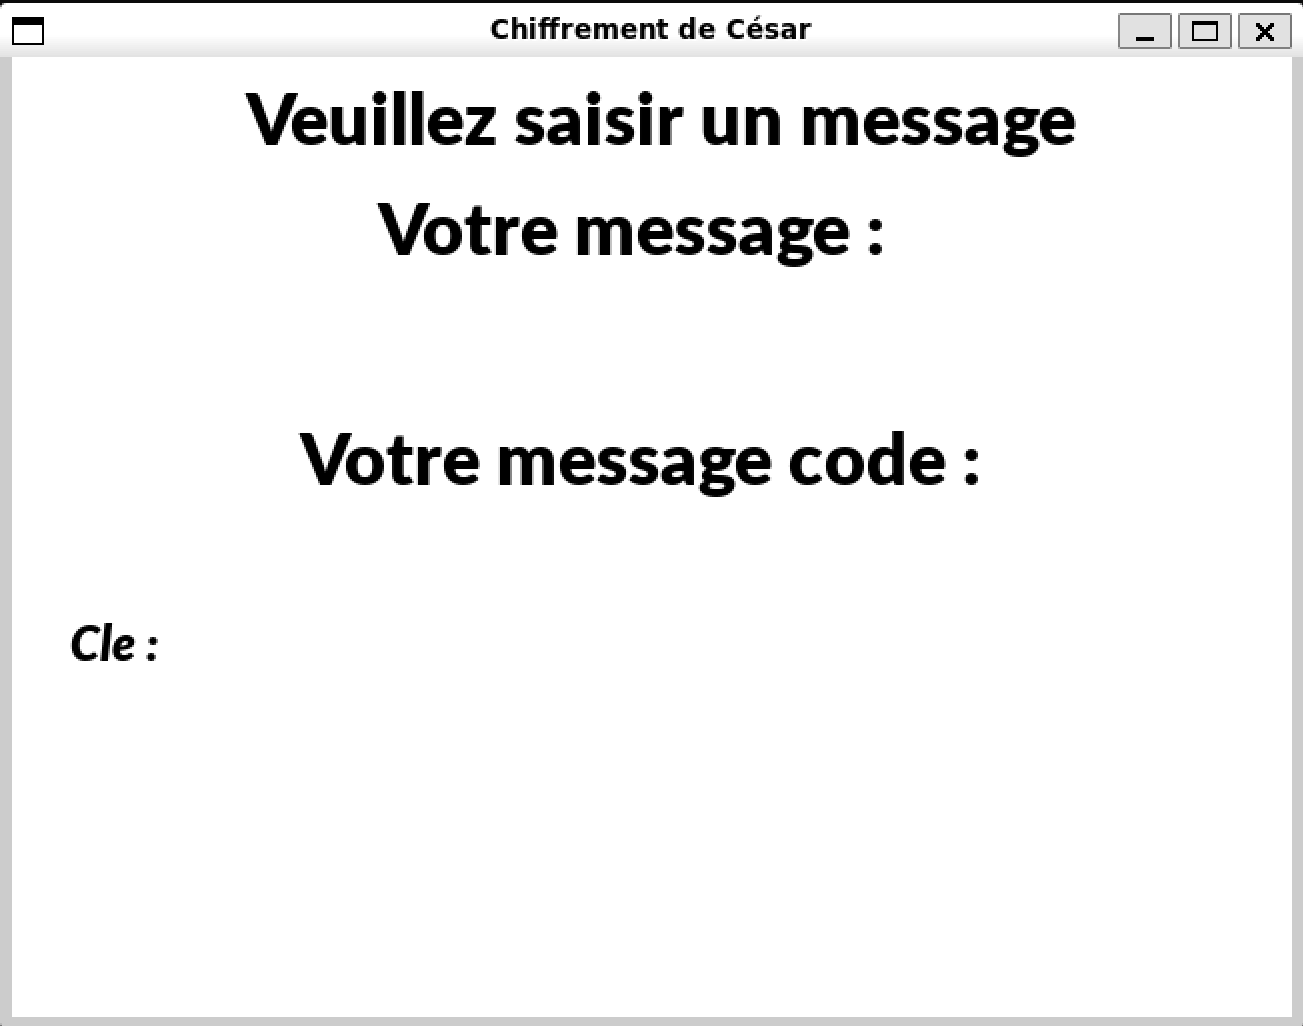 Chiffrement de César
Veuillez saisir un message
Votre message :
Votre message code :
Cle :